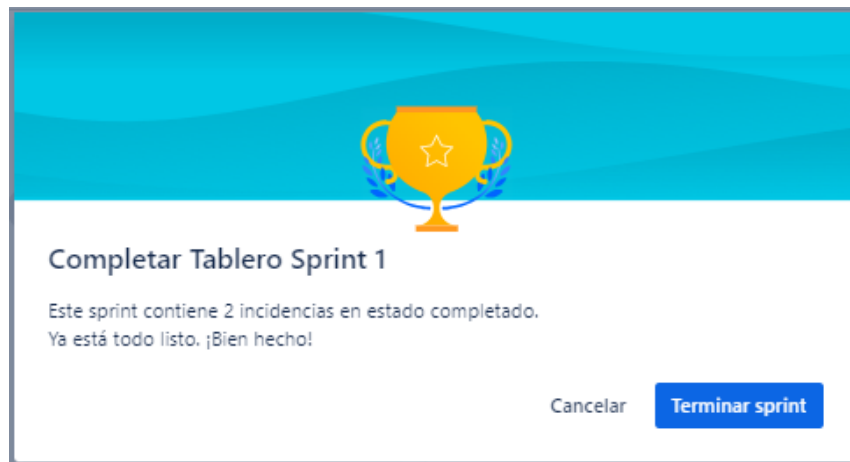 Completar Tablero Sprint 1
Este sprint contiene 2 incidencias en estado completado.
Ya está todo listo. ¡Bien hecho!
Cancelar
Terminar sprint